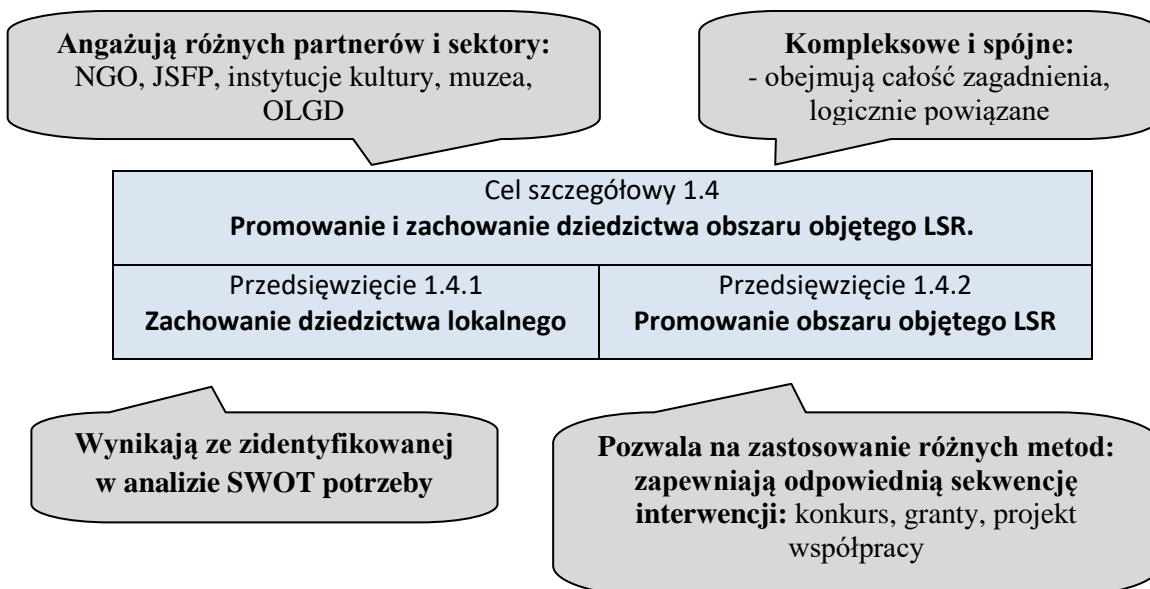 Angażują różnych partnerów i sektory:
NGO, JSFP, instytucje kultury, muzea,
OLGD
Kompleksowe i spójne:
- obejmują całość zagadnienia,
logicznie powiązane
Cel szczegółowy 1.4
Promowanie i zachowanie dziedzictwa obszaru objętego LSR.
Przedsięwzięcie 1.4.1
Zachowanie dziedzictwa lokalnego
Przedsięwzięcie 1.4.2
Promowanie obszaru objętego LSR
Wynikają ze zidentyfikowanej
w analizie SWOT potrzeby
Pozwala na zastosowanie różnych metod:
zapewniają odpowiednią sekwencję
interwencji: konkurs, granty, projekt
współpracy